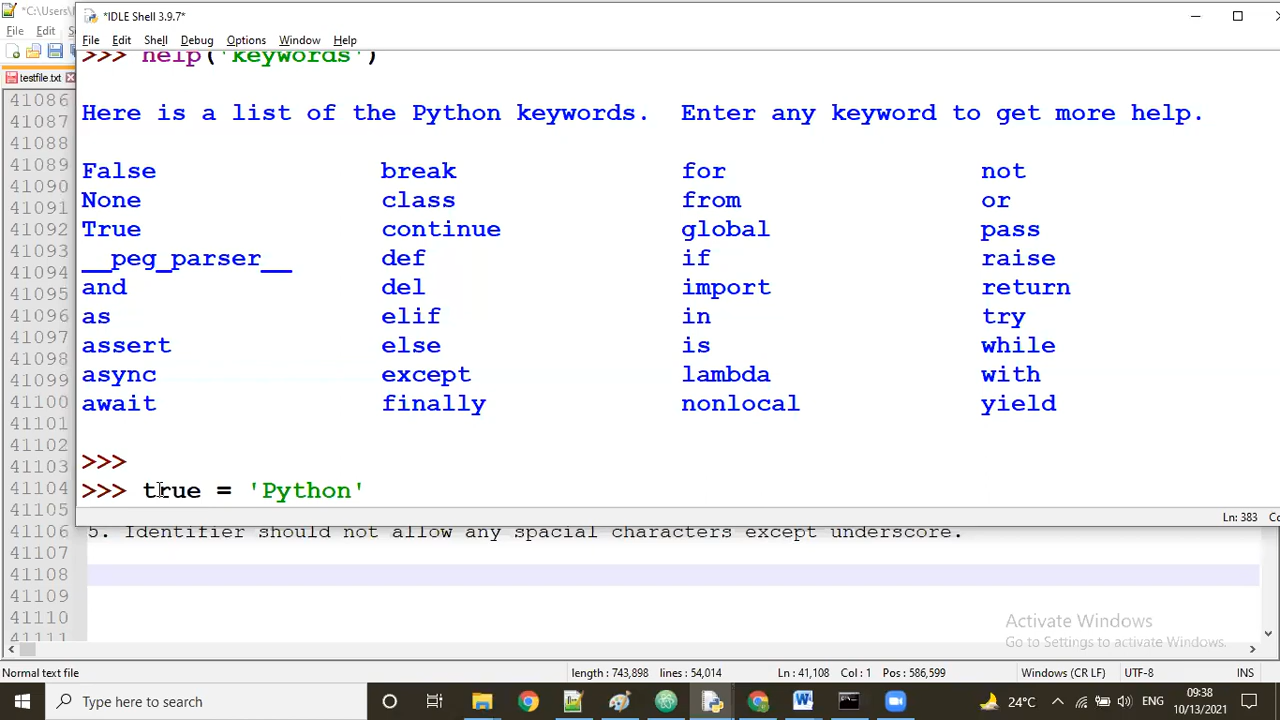 *C:\Users\
File Edit
testfile.txt
*IDLE Shell 3.9.7*
File Edit Shell Debug Options Window Help
>>> help('keywords')
Here is a list of the Python keywords.  Enter any keyword to get more help.
False break for not
None class from or
True continue global pass
__peg_parser__ def if raise
and del import return
as elif in try
assert else is while
async except lambda with
await finally nonlocal yield
>>>
>>> true = 'Python'
Ln: 383 Co
41086
41087
41088
41089
41090
41091
41092
41093
41094
41095
41096
41097
41098
41099
41100
41101
41102
41103
41104
41105
41106 5. Identifier should not allow any spacial characters except underscore.
41107
41108
41109
41110
41111
Activate Windows
Go to Settings to activate Windows.
Normal text file length : 743,898 lines : 54,014 Ln : 41,108 Col : 1 Pos : 586,599 Windows (CR LF) UTF-8 INS
Type here to search 24°C ENG 09:38
10/13/2021